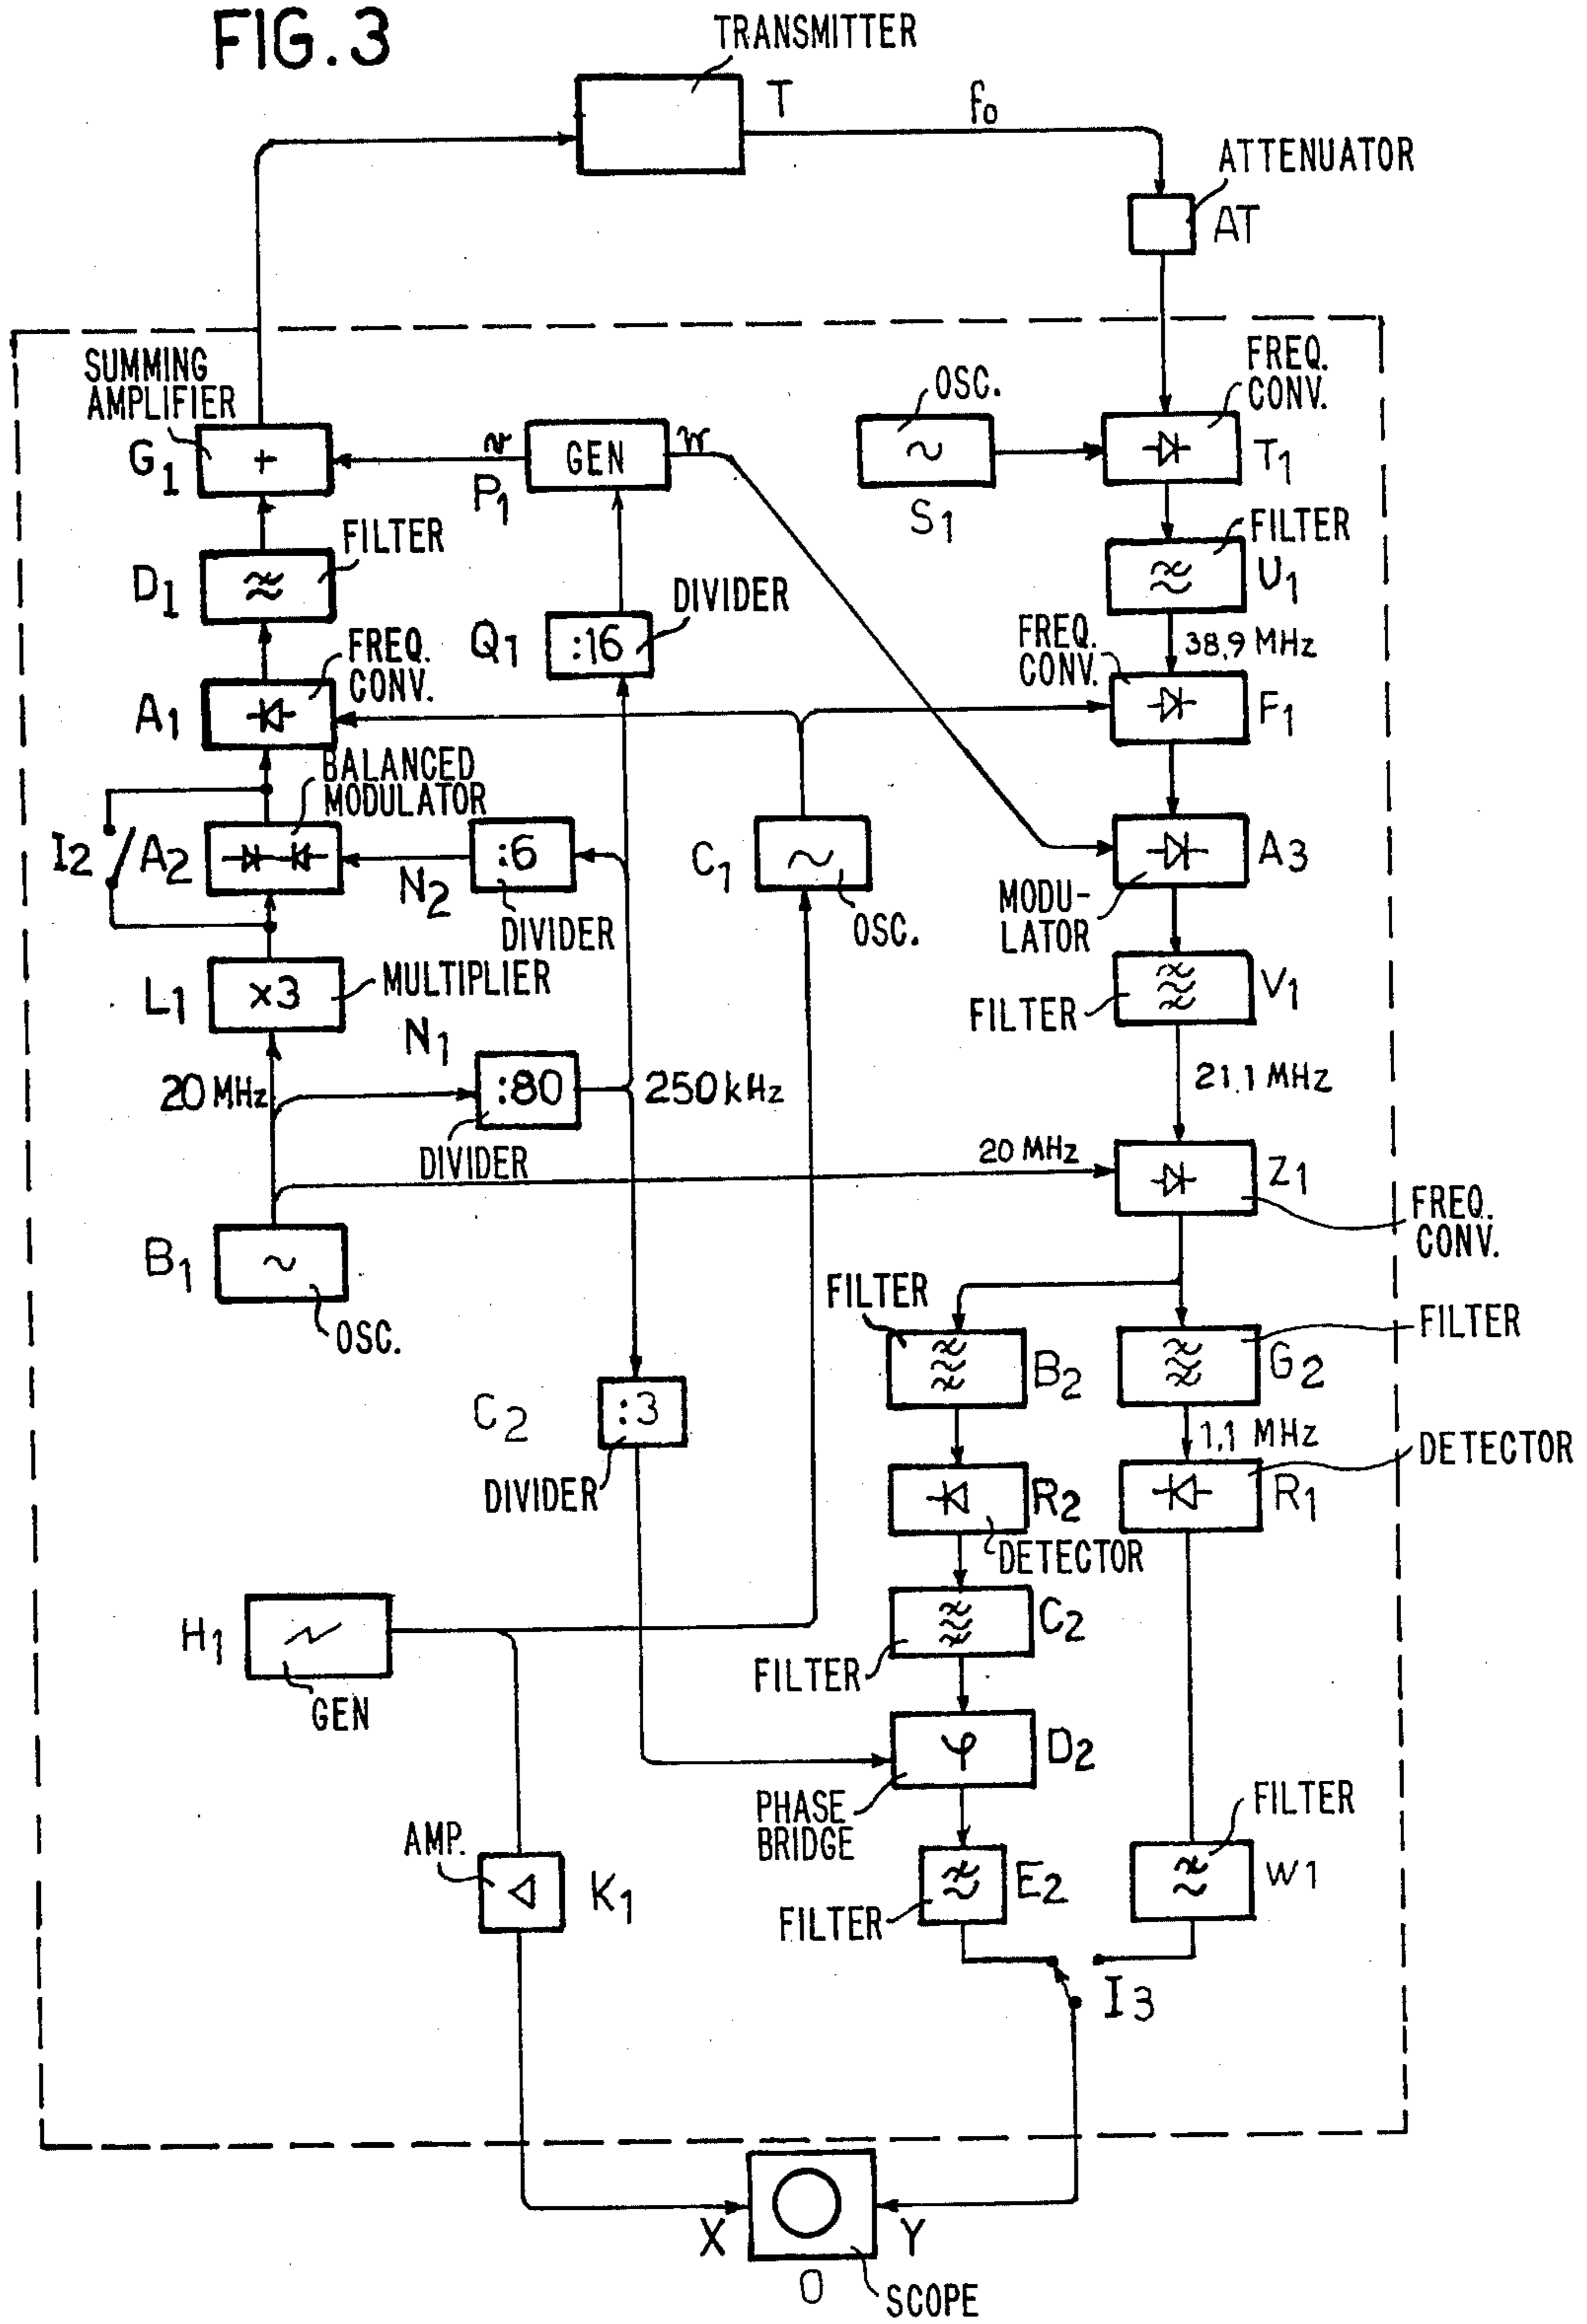 FIG. 3
TRANSMITTER
T
f0
ATTENUATOR
AT
SUMMING
AMPLIFIER
G1
+
GEN
P1
OSC.
~
S1
FREQ.
CONV.
T1
FILTER
D1
FILTER
U1
DIVIDER
Q1
:16
38,9 MHz
FREQ.
CONV.
A1
FREQ.
CONV.
F1
BALANCED
MODULATOR
I2
A2
:6
N2
DIVIDER
C1
~
OSC.
A3
MODU-
LATOR
L1
x3
MULTIPLIER
V1
FILTER
N1
:80
250 kHz
20 MHz
DIVIDER
21.1 MHz
20 MHz
Z1
FREQ.
CONV.
B1
~
OSC.
FILTER
B2
FILTER
G2
C2
:3
DIVIDER
1,1 MHz
DETECTOR
R2
R1
DETECTOR
H1
GEN
C2
FILTER
φ
D2
PHASE
BRIDGE
AMP.
K1
FILTER
E2
FILTER
W1
I3
X
Y
O
SCOPE